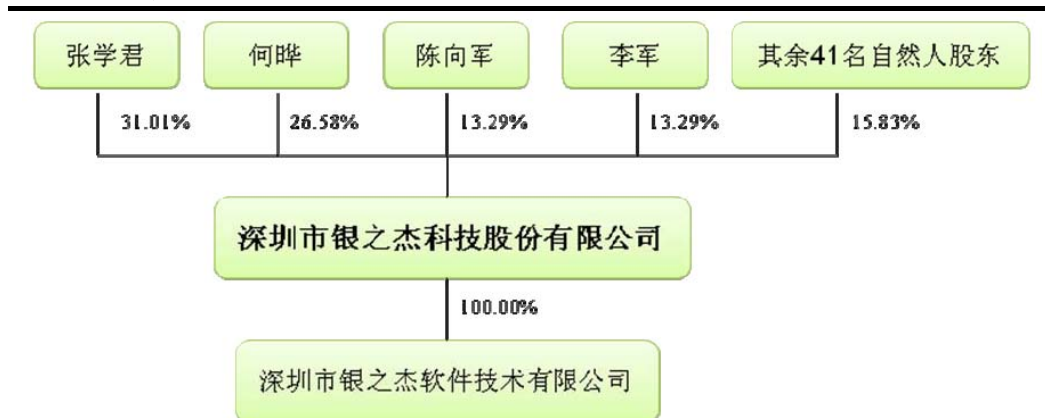 张学君
何晔
陈向军
李军
其余41名自然人股东
31.01%
26.58%
13.29%
13.29%
15.83%
深圳市银之杰科技股份有限公司
100.00%
深圳市银之杰软件技术有限公司